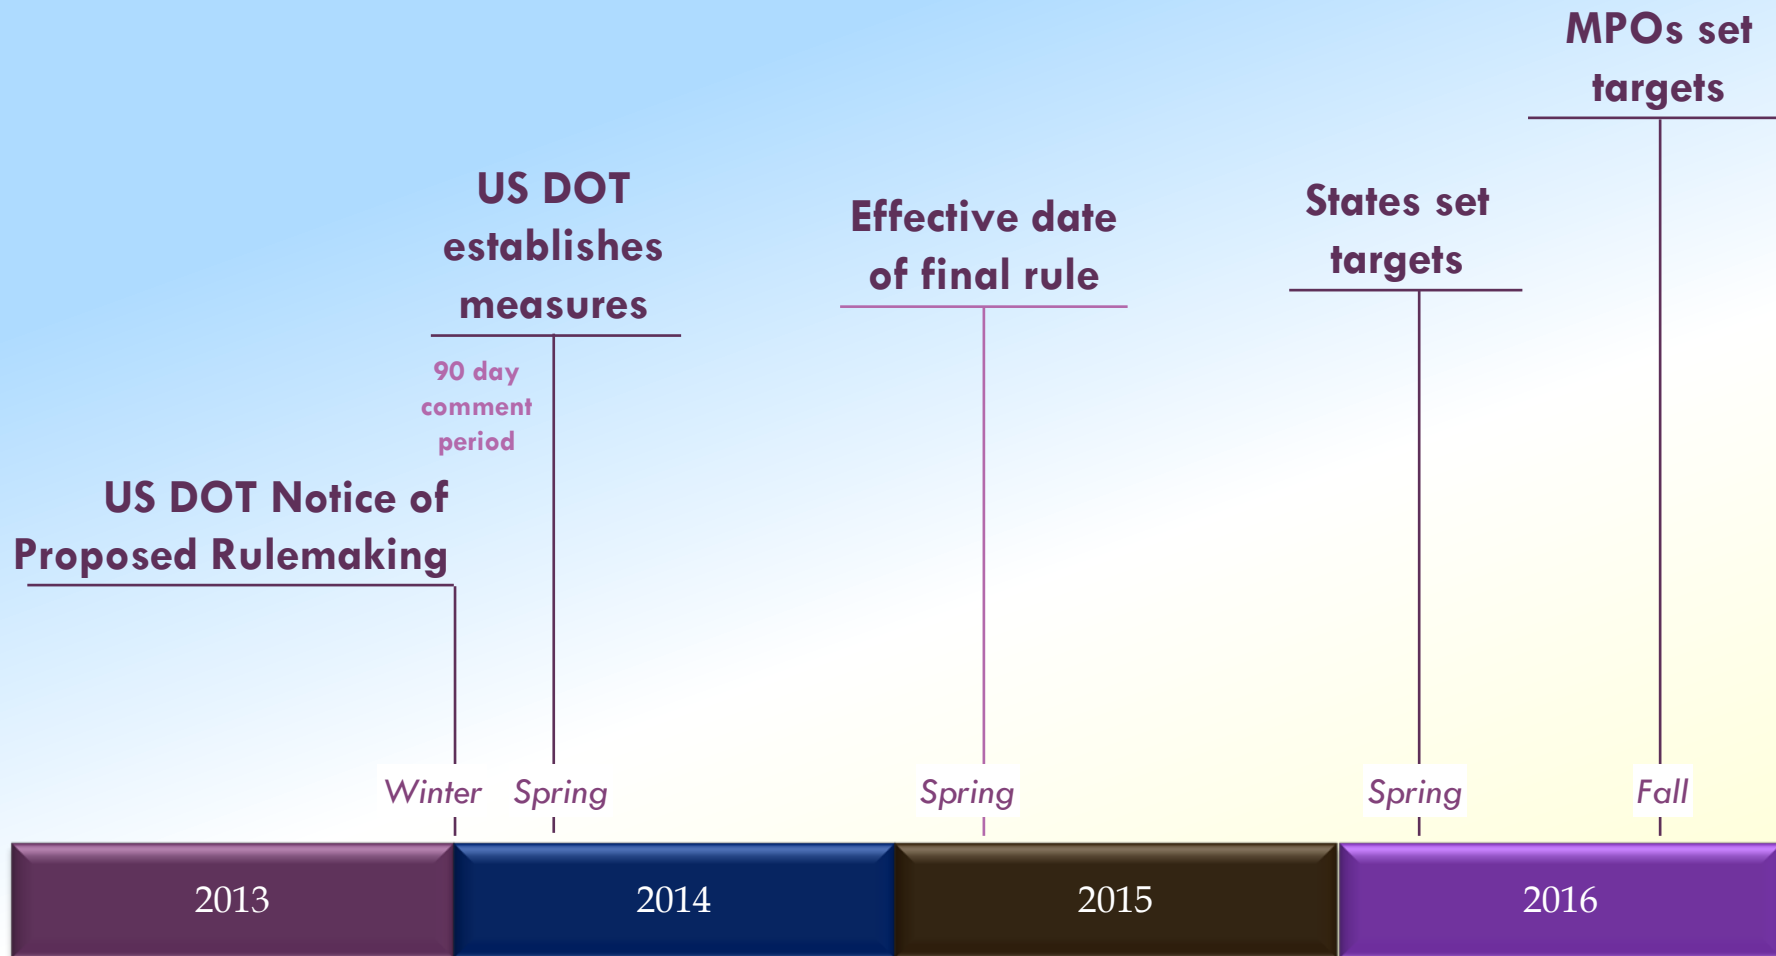 MPOs set
targets
US DOT
establishes
measures
Effective date
of final rule
States set
targets
90 day
comment
period
US DOT Notice of
Proposed Rulemaking
Winter
Spring
Spring
Spring
Fall
2013
2014
2015
2016